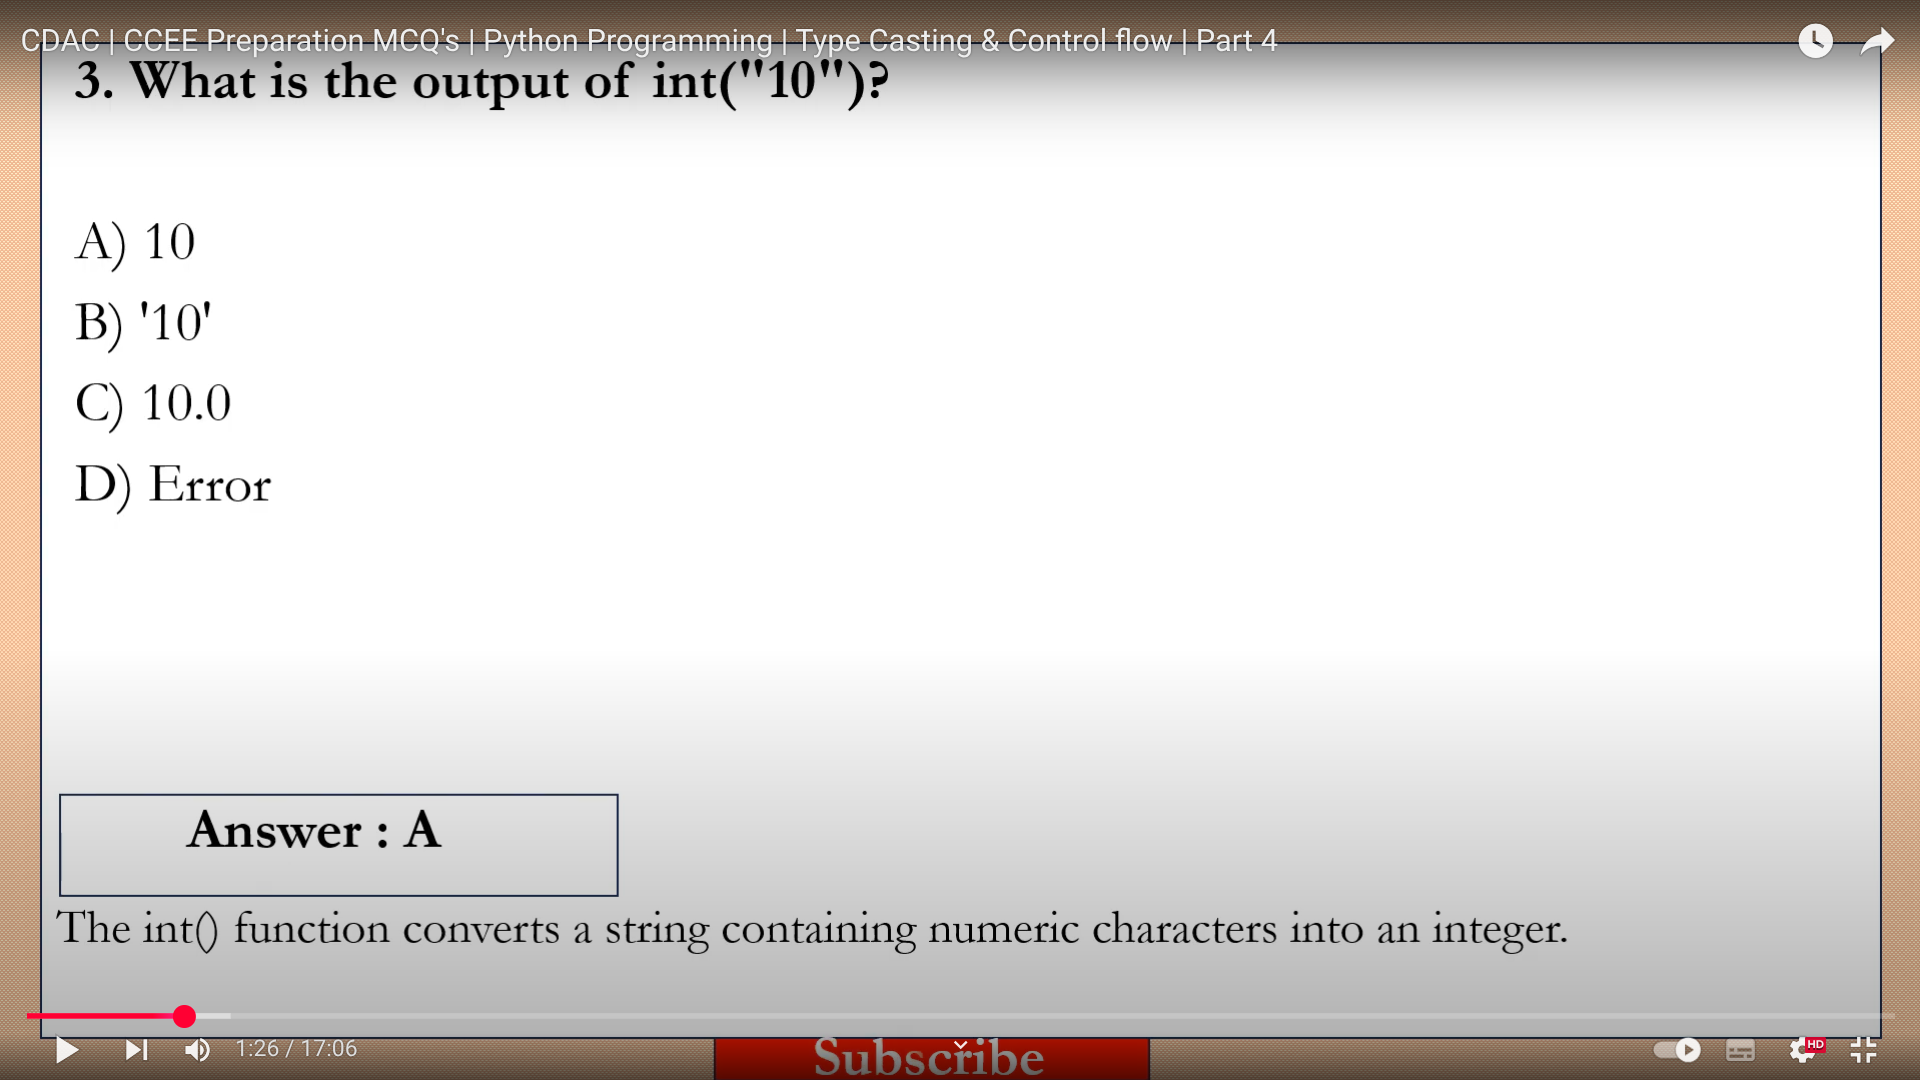 CDAC | CCEE Preparation MCQ's | Python Programming | Type Casting & Control flow | Part 4
3. What is the output of int("10")?
A) 10
B) '10'
C) 10.0
D) Error
Answer : A
The int() function converts a string containing numeric characters into an integer.
1:26 / 17:06
Subscribe
HD